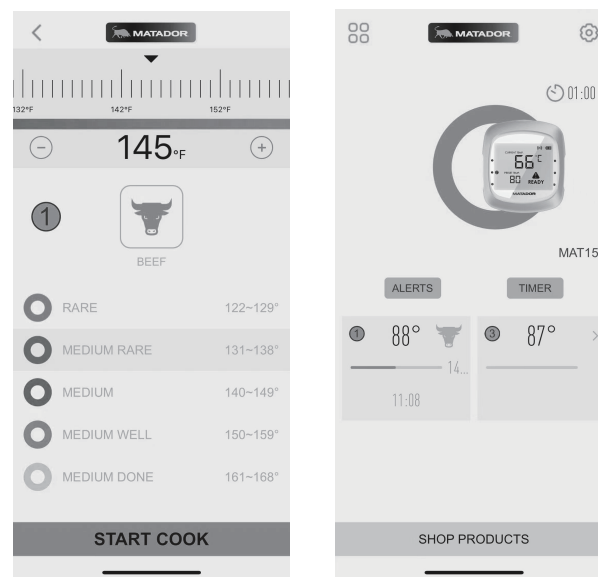 MATADOR
132°F 142°F 152°F
145°F
1
BEEF
RARE 122~129°
MEDIUM RARE 131~138°
MEDIUM 140~149°
MEDIUM WELL 150~159°
MEDIUM DONE 161~168°
START COOK
MATADOR
01:00
66°C
80 READY
MATADOR
MAT15
ALERTS TIMER
1 88° 3 87°
14...
11:08
SHOP PRODUCTS